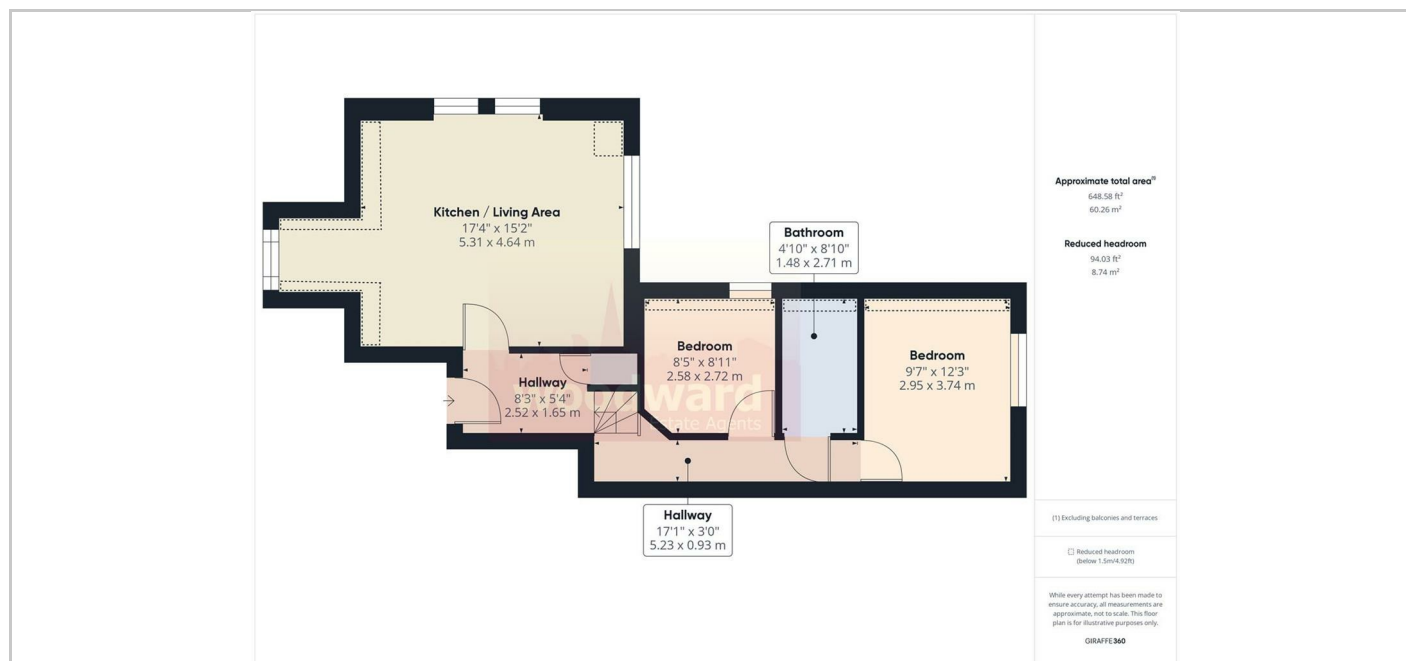 Kitchen / Living Area
17'4" x 15'2"
5.31 x 4.64 m
Bathroom
4'10" x 8'10"
1.48 x 2.71 m
Bedroom
8'5" x 8'11"
2.58 x 2.72 m
Bedroom
9'7" x 12'3"
2.95 x 3.74 m
Hallway
8'3" x 5'4"
2.52 x 1.65 m
woodward
Estate Agents
Hallway
17'1" x 3'0"
5.23 x 0.93 m
Approximate total area(1)
648.58 ft²
60.26 m²
Reduced headroom
94.03 ft²
8.74 m²
(1) Excluding balconies and terraces
Reduced headroom
(below 1.5m/4.92ft)
While every attempt has been made to
ensure accuracy, all measurements are
approximate, not to scale. This floor
plan is for illustrative purposes only.
GIRAFFE360